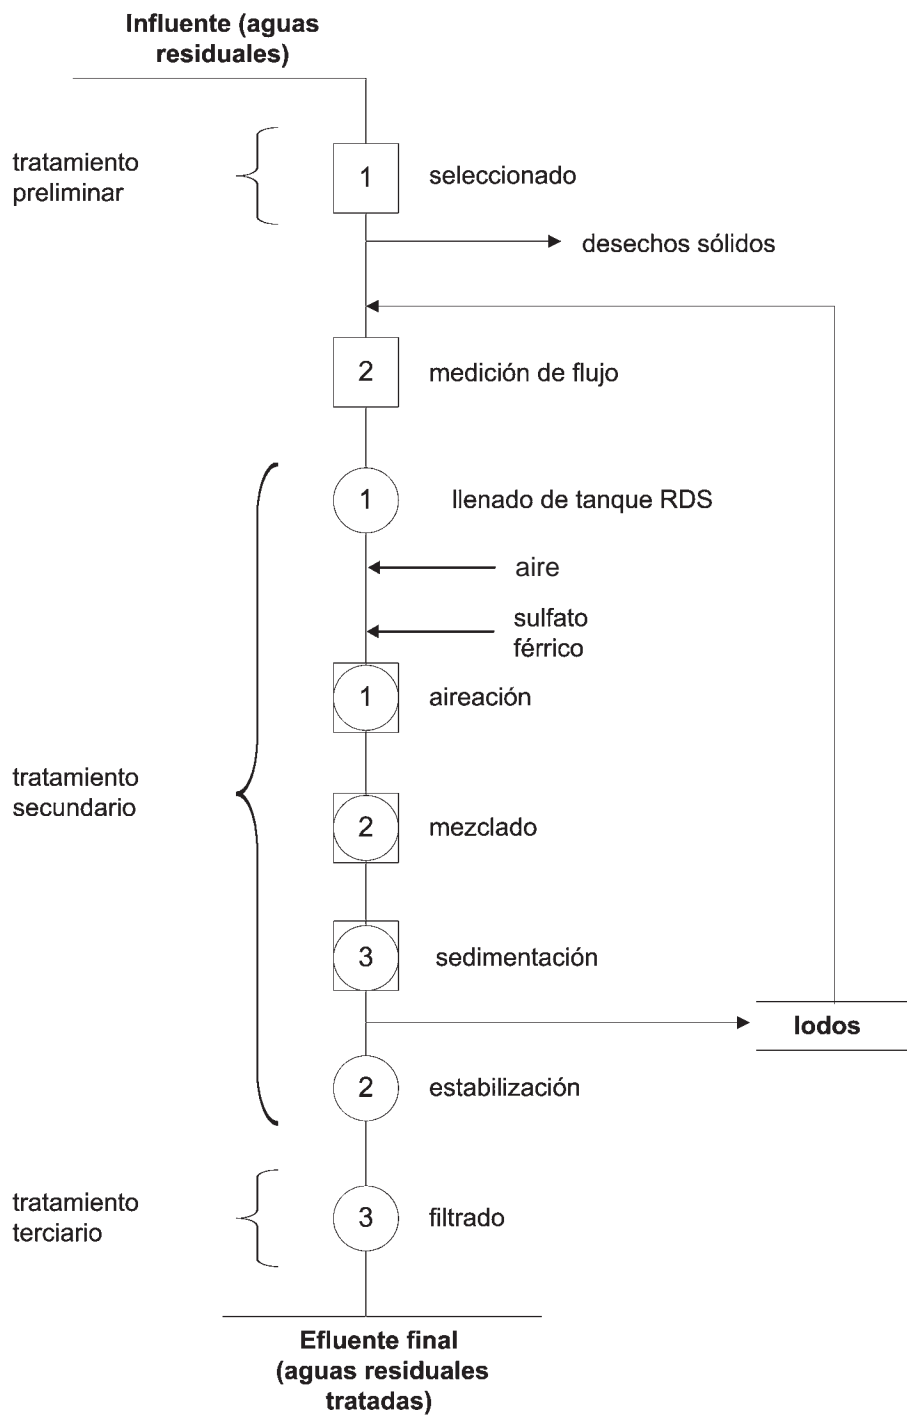 Influente (aguas
residuales)
tratamiento
preliminar
1
seleccionado
desechos sólidos
2
medición de flujo
1
llenado de tanque RDS
aire
sulfato
férrico
1
aireación
tratamiento
secundario
2
mezclado
3
sedimentación
lodos
2
estabilización
tratamiento
terciario
3
filtrado
Efluente final
(aguas residuales
tratadas)